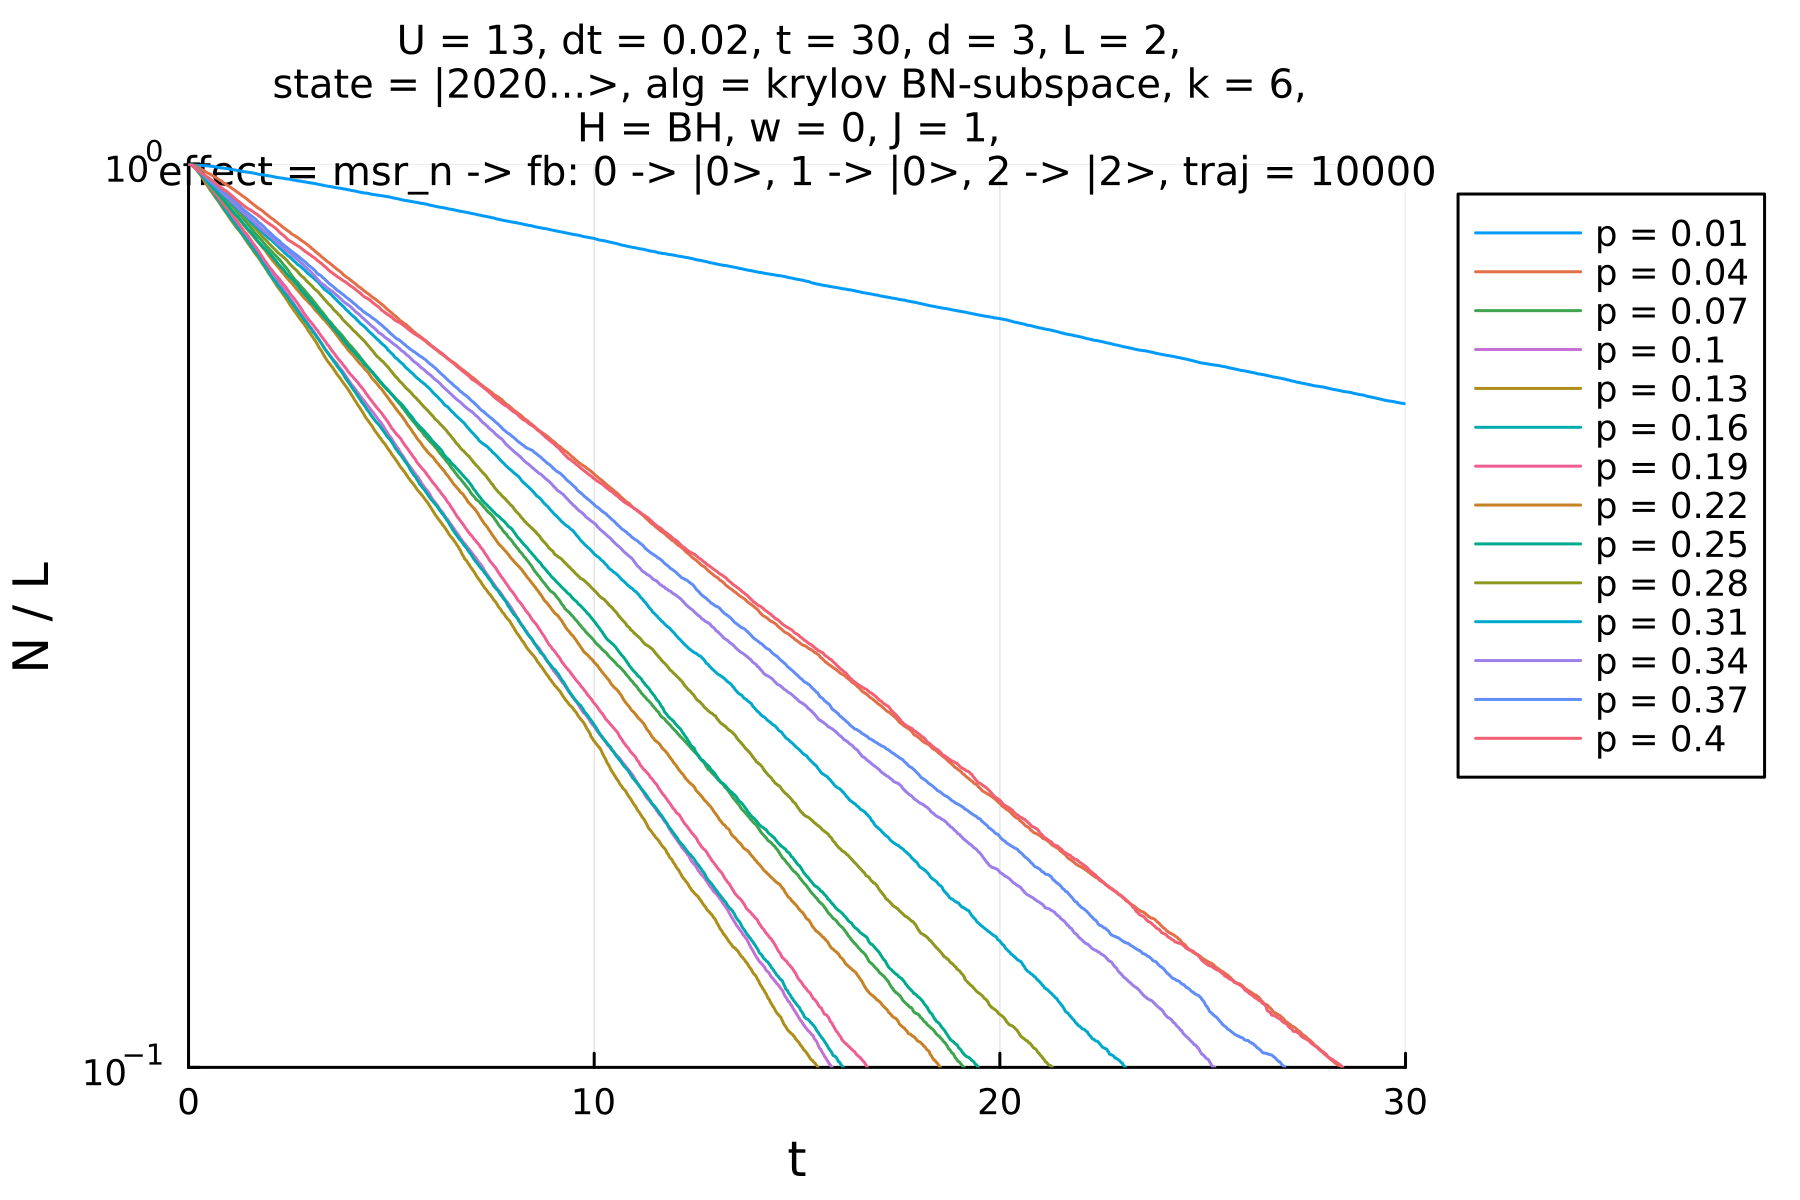 U = 13, dt = 0.02, t = 30, d = 3, L = 2,
state = |2020...>, alg = krylov BN-subspace, k = 6,
H = BH, w = 0, J = 1,
effect = msr_n -> fb: 0 -> |0>, 1 -> |0>, 2 -> |2>, traj = 10000
10⁰
10⁻¹
N / L
0 10 20 30
t
p = 0.01
p = 0.04
p = 0.07
p = 0.1
p = 0.13
p = 0.16
p = 0.19
p = 0.22
p = 0.25
p = 0.28
p = 0.31
p = 0.34
p = 0.37
p = 0.4